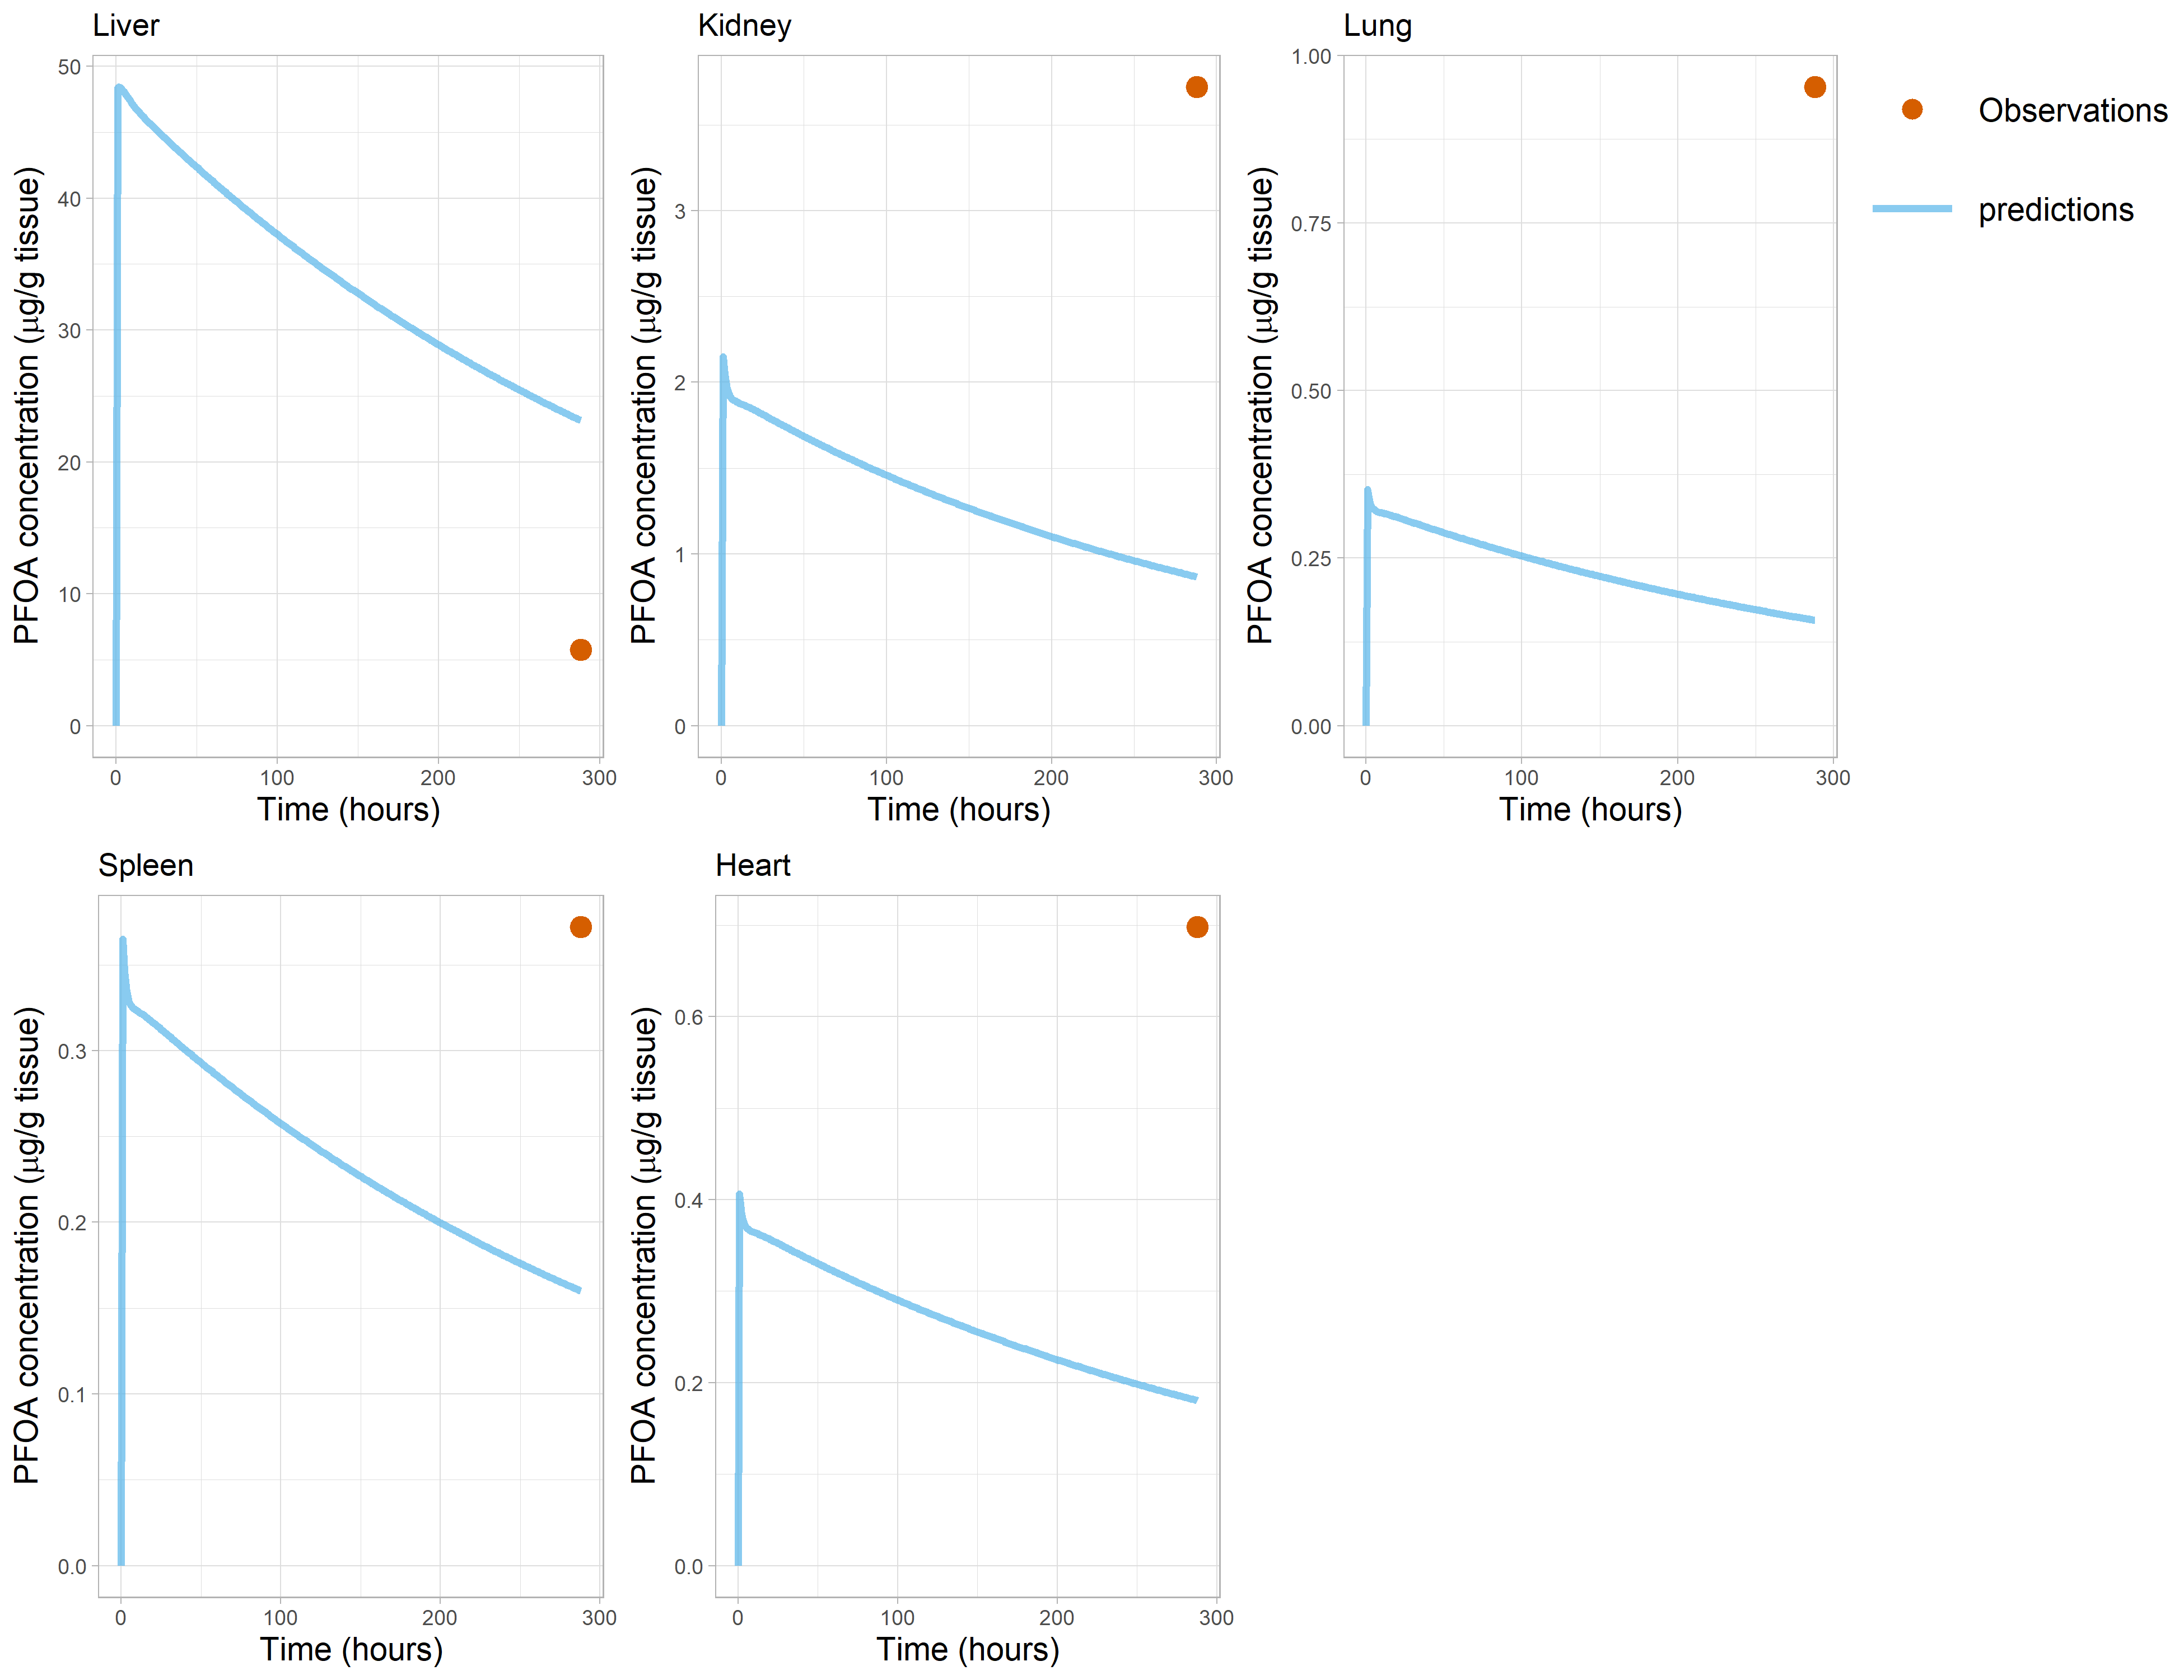 Liver
PFOA concentration (μg/g tissue)
50
40
30
20
10
0
0 100 200 300
Time (hours)
Kidney
PFOA concentration (μg/g tissue)
3
2
1
0
0 100 200 300
Time (hours)
Lung
PFOA concentration (μg/g tissue)
1.00
0.75
0.50
0.25
0.00
0 100 200 300
Time (hours)
Observations
predictions
Spleen
PFOA concentration (μg/g tissue)
0.3
0.2
0.1
0.0
0 100 200 300
Time (hours)
Heart
PFOA concentration (μg/g tissue)
0.6
0.4
0.2
0.0
0 100 200 300
Time (hours)